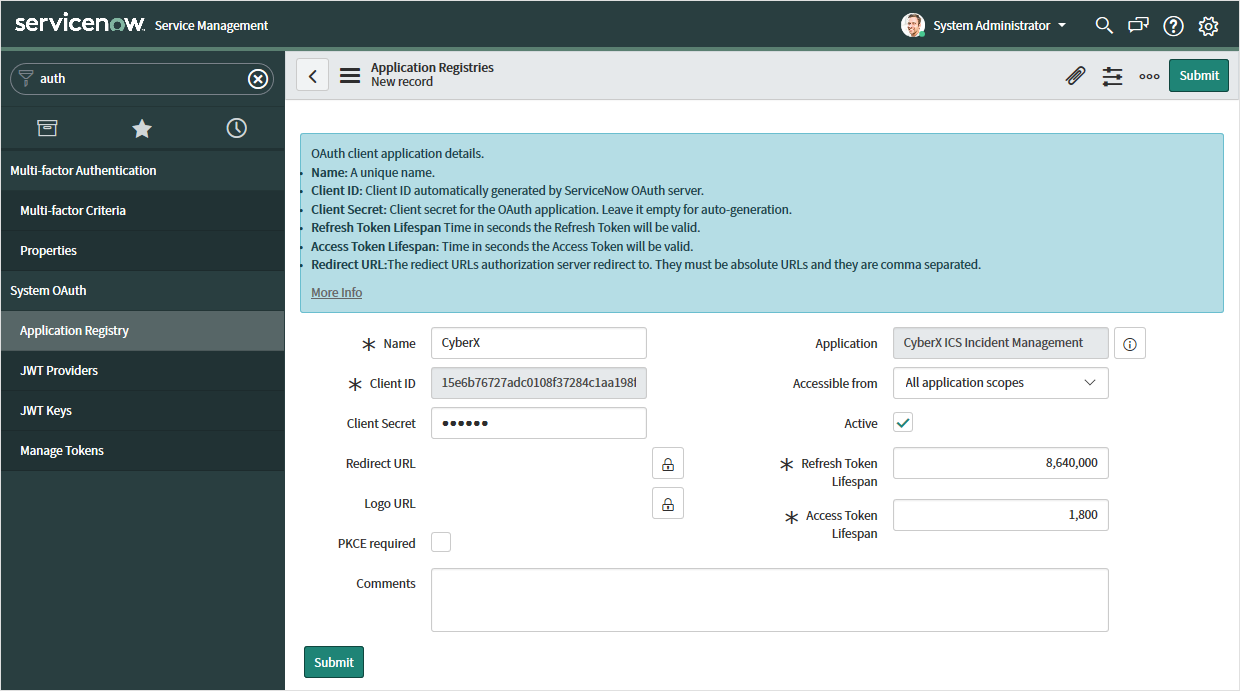 servicenow Service Management
System Administrator
auth
Multi-factor Authentication
Multi-factor Criteria
Properties
System OAuth
Application Registry
JWT Providers
JWT Keys
Manage Tokens
Application Registries
New record
Submit
OAuth client application details.
Name: A unique name.
Client ID: Client ID automatically generated by ServiceNow OAuth server.
Client Secret: Client secret for the OAuth application. Leave it empty for auto-generation.
Refresh Token Lifespan Time in seconds the Refresh Token will be valid.
Access Token Lifespan: Time in seconds the Access Token will be valid.
Redirect URL:The rediect URLs authorization server redirect to. They must be absolute URLs and they are comma separated.
More Info
Name CyberX
Client ID 15e6b76727adc0108f37284c1aa198f
Client Secret ●●●●●●
Redirect URL
Logo URL
PKCE required
Application CyberX ICS Incident Management
Accessible from All application scopes
Active
Refresh Token
Lifespan
8,640,000
Access Token
Lifespan
1,800
Comments
Submit